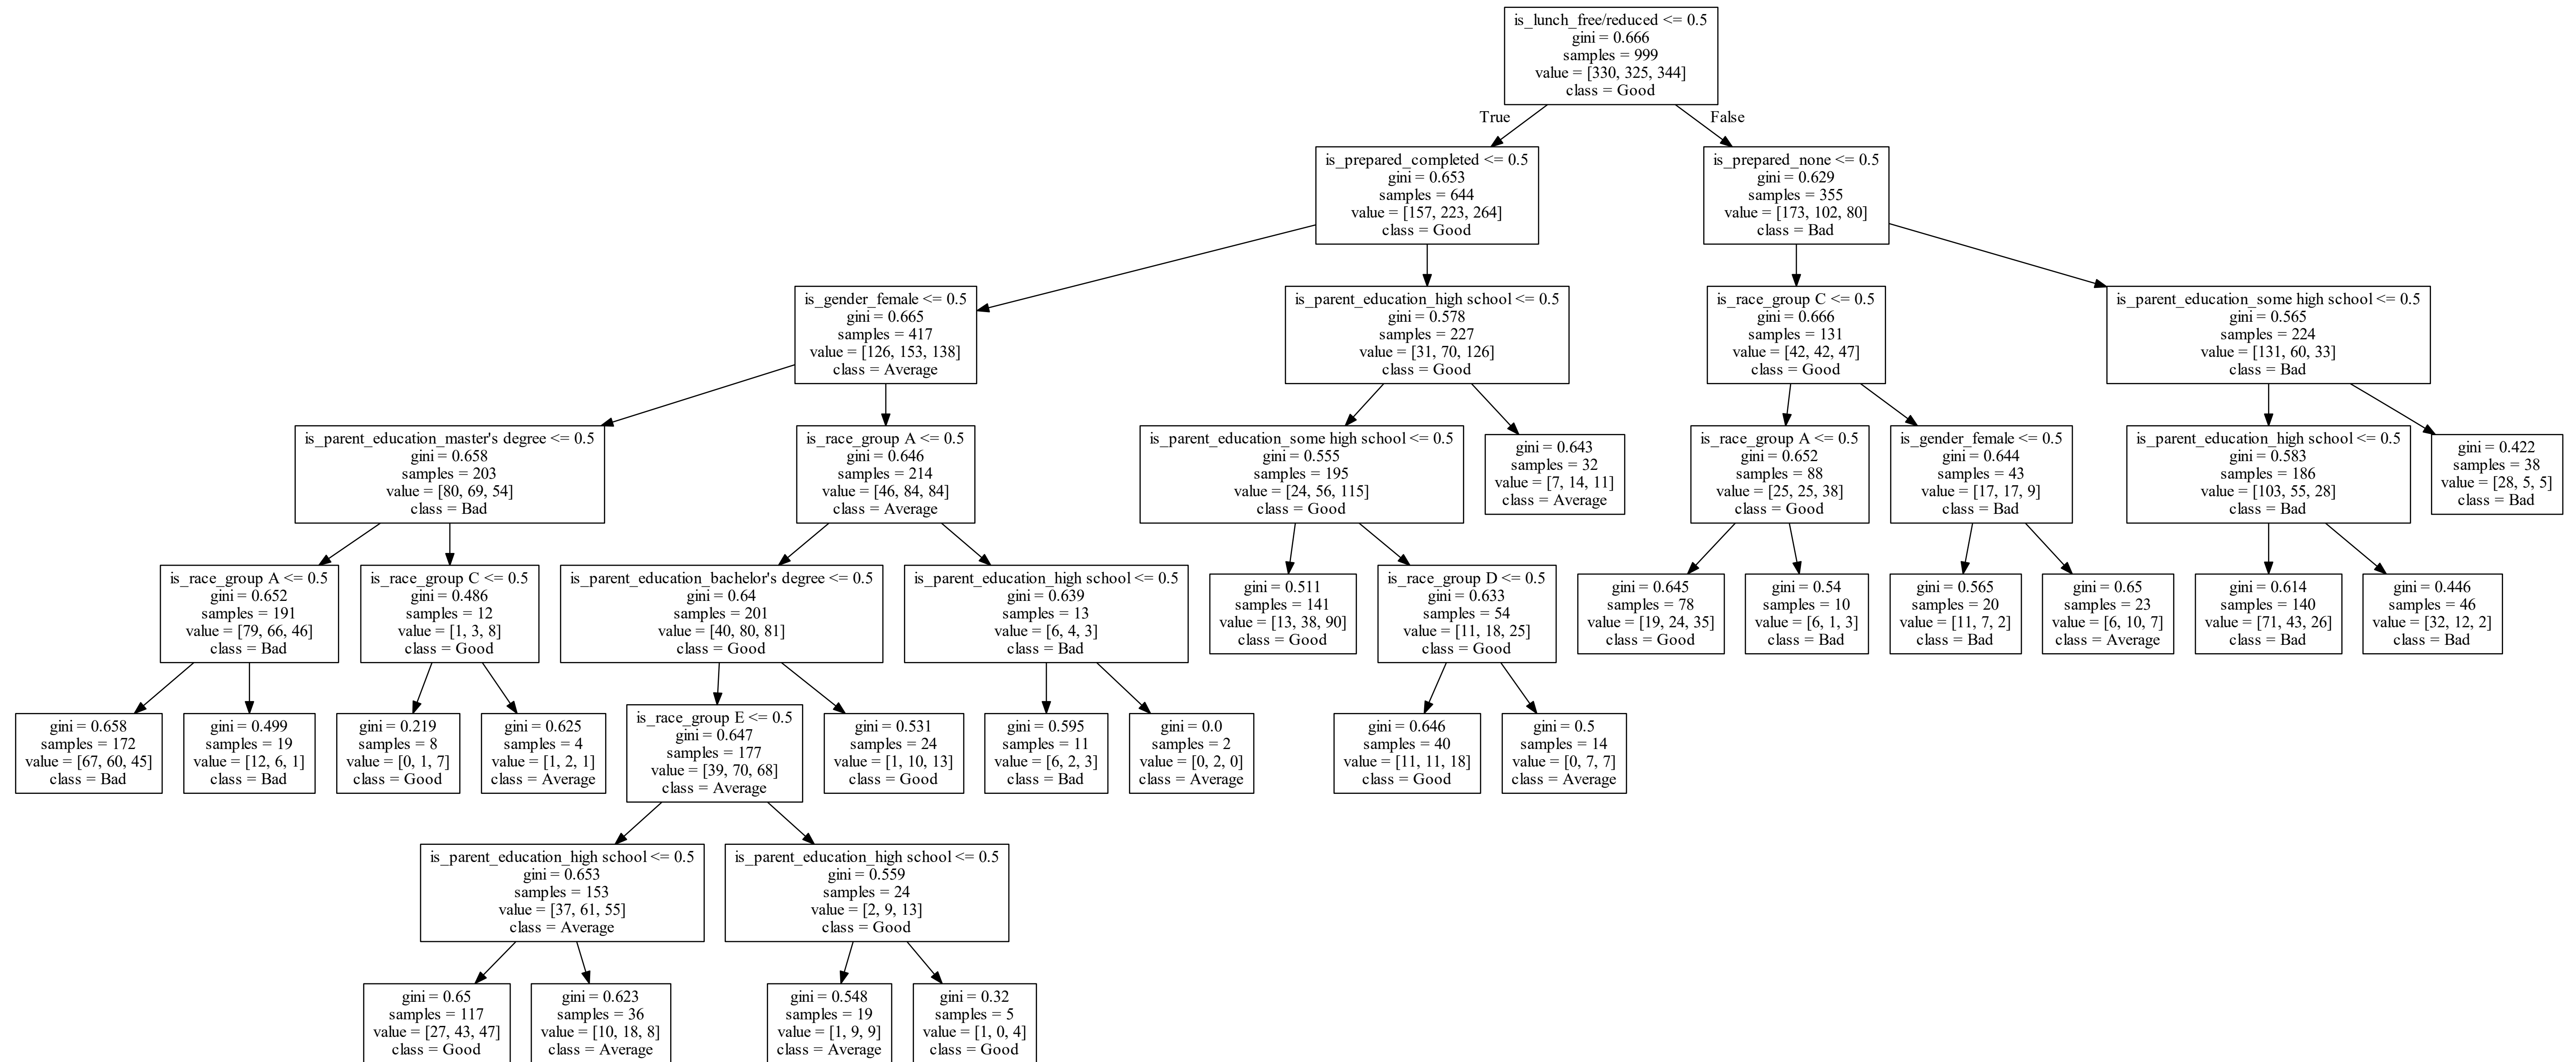 is_lunch_free/reduced <= 0.5
gini = 0.666
samples = 999
value = [330, 325, 344]
class = Good
True
False
is_prepared_completed <= 0.5
gini = 0.653
samples = 644
value = [157, 223, 264]
class = Good
is_prepared_none <= 0.5
gini = 0.629
samples = 355
value = [173, 102, 80]
class = Bad
is_gender_female <= 0.5
gini = 0.665
samples = 417
value = [126, 153, 138]
class = Average
is_parent_education_high school <= 0.5
gini = 0.578
samples = 227
value = [31, 70, 126]
class = Good
is_race_group C <= 0.5
gini = 0.666
samples = 131
value = [42, 42, 47]
class = Good
is_parent_education_some high school <= 0.5
gini = 0.565
samples = 224
value = [131, 60, 33]
class = Bad
is_parent_education_master's degree <= 0.5
gini = 0.658
samples = 203
value = [80, 69, 54]
class = Bad
is_race_group A <= 0.5
gini = 0.646
samples = 214
value = [46, 84, 84]
class = Average
is_parent_education_some high school <= 0.5
gini = 0.555
samples = 195
value = [24, 56, 115]
class = Good
gini = 0.643
samples = 32
value = [7, 14, 11]
class = Average
is_race_group A <= 0.5
gini = 0.652
samples = 88
value = [25, 25, 38]
class = Good
is_gender_female <= 0.5
gini = 0.644
samples = 43
value = [17, 17, 9]
class = Bad
is_parent_education_high school <= 0.5
gini = 0.583
samples = 186
value = [103, 55, 28]
class = Bad
gini = 0.422
samples = 38
value = [28, 5, 5]
class = Bad
is_race_group A <= 0.5
gini = 0.652
samples = 191
value = [79, 66, 46]
class = Bad
is_race_group C <= 0.5
gini = 0.486
samples = 12
value = [1, 3, 8]
class = Good
is_parent_education_bachelor's degree <= 0.5
gini = 0.64
samples = 201
value = [40, 80, 81]
class = Good
is_parent_education_high school <= 0.5
gini = 0.639
samples = 13
value = [6, 4, 3]
class = Bad
gini = 0.511
samples = 141
value = [13, 38, 90]
class = Good
is_race_group D <= 0.5
gini = 0.633
samples = 54
value = [11, 18, 25]
class = Good
gini = 0.645
samples = 78
value = [19, 24, 35]
class = Good
gini = 0.54
samples = 10
value = [6, 1, 3]
class = Bad
gini = 0.565
samples = 20
value = [11, 7, 2]
class = Bad
gini = 0.65
samples = 23
value = [6, 10, 7]
class = Average
gini = 0.614
samples = 140
value = [71, 43, 26]
class = Bad
gini = 0.446
samples = 46
value = [32, 12, 2]
class = Bad
gini = 0.658
samples = 172
value = [67, 60, 45]
class = Bad
gini = 0.499
samples = 19
value = [12, 6, 1]
class = Bad
gini = 0.219
samples = 8
value = [0, 1, 7]
class = Good
gini = 0.625
samples = 4
value = [1, 2, 1]
class = Average
is_race_group E <= 0.5
gini = 0.647
samples = 177
value = [39, 70, 68]
class = Average
gini = 0.531
samples = 24
value = [1, 10, 13]
class = Good
gini = 0.595
samples = 11
value = [6, 2, 3]
class = Bad
gini = 0.0
samples = 2
value = [0, 2, 0]
class = Average
gini = 0.646
samples = 40
value = [11, 11, 18]
class = Good
gini = 0.5
samples = 14
value = [0, 7, 7]
class = Average
is_parent_education_high school <= 0.5
gini = 0.653
samples = 153
value = [37, 61, 55]
class = Average
is_parent_education_high school <= 0.5
gini = 0.559
samples = 24
value = [2, 9, 13]
class = Good
gini = 0.65
samples = 117
value = [27, 43, 47]
class = Good
gini = 0.623
samples = 36
value = [10, 18, 8]
class = Average
gini = 0.548
samples = 19
value = [1, 9, 9]
class = Average
gini = 0.32
samples = 5
value = [1, 0, 4]
class = Good